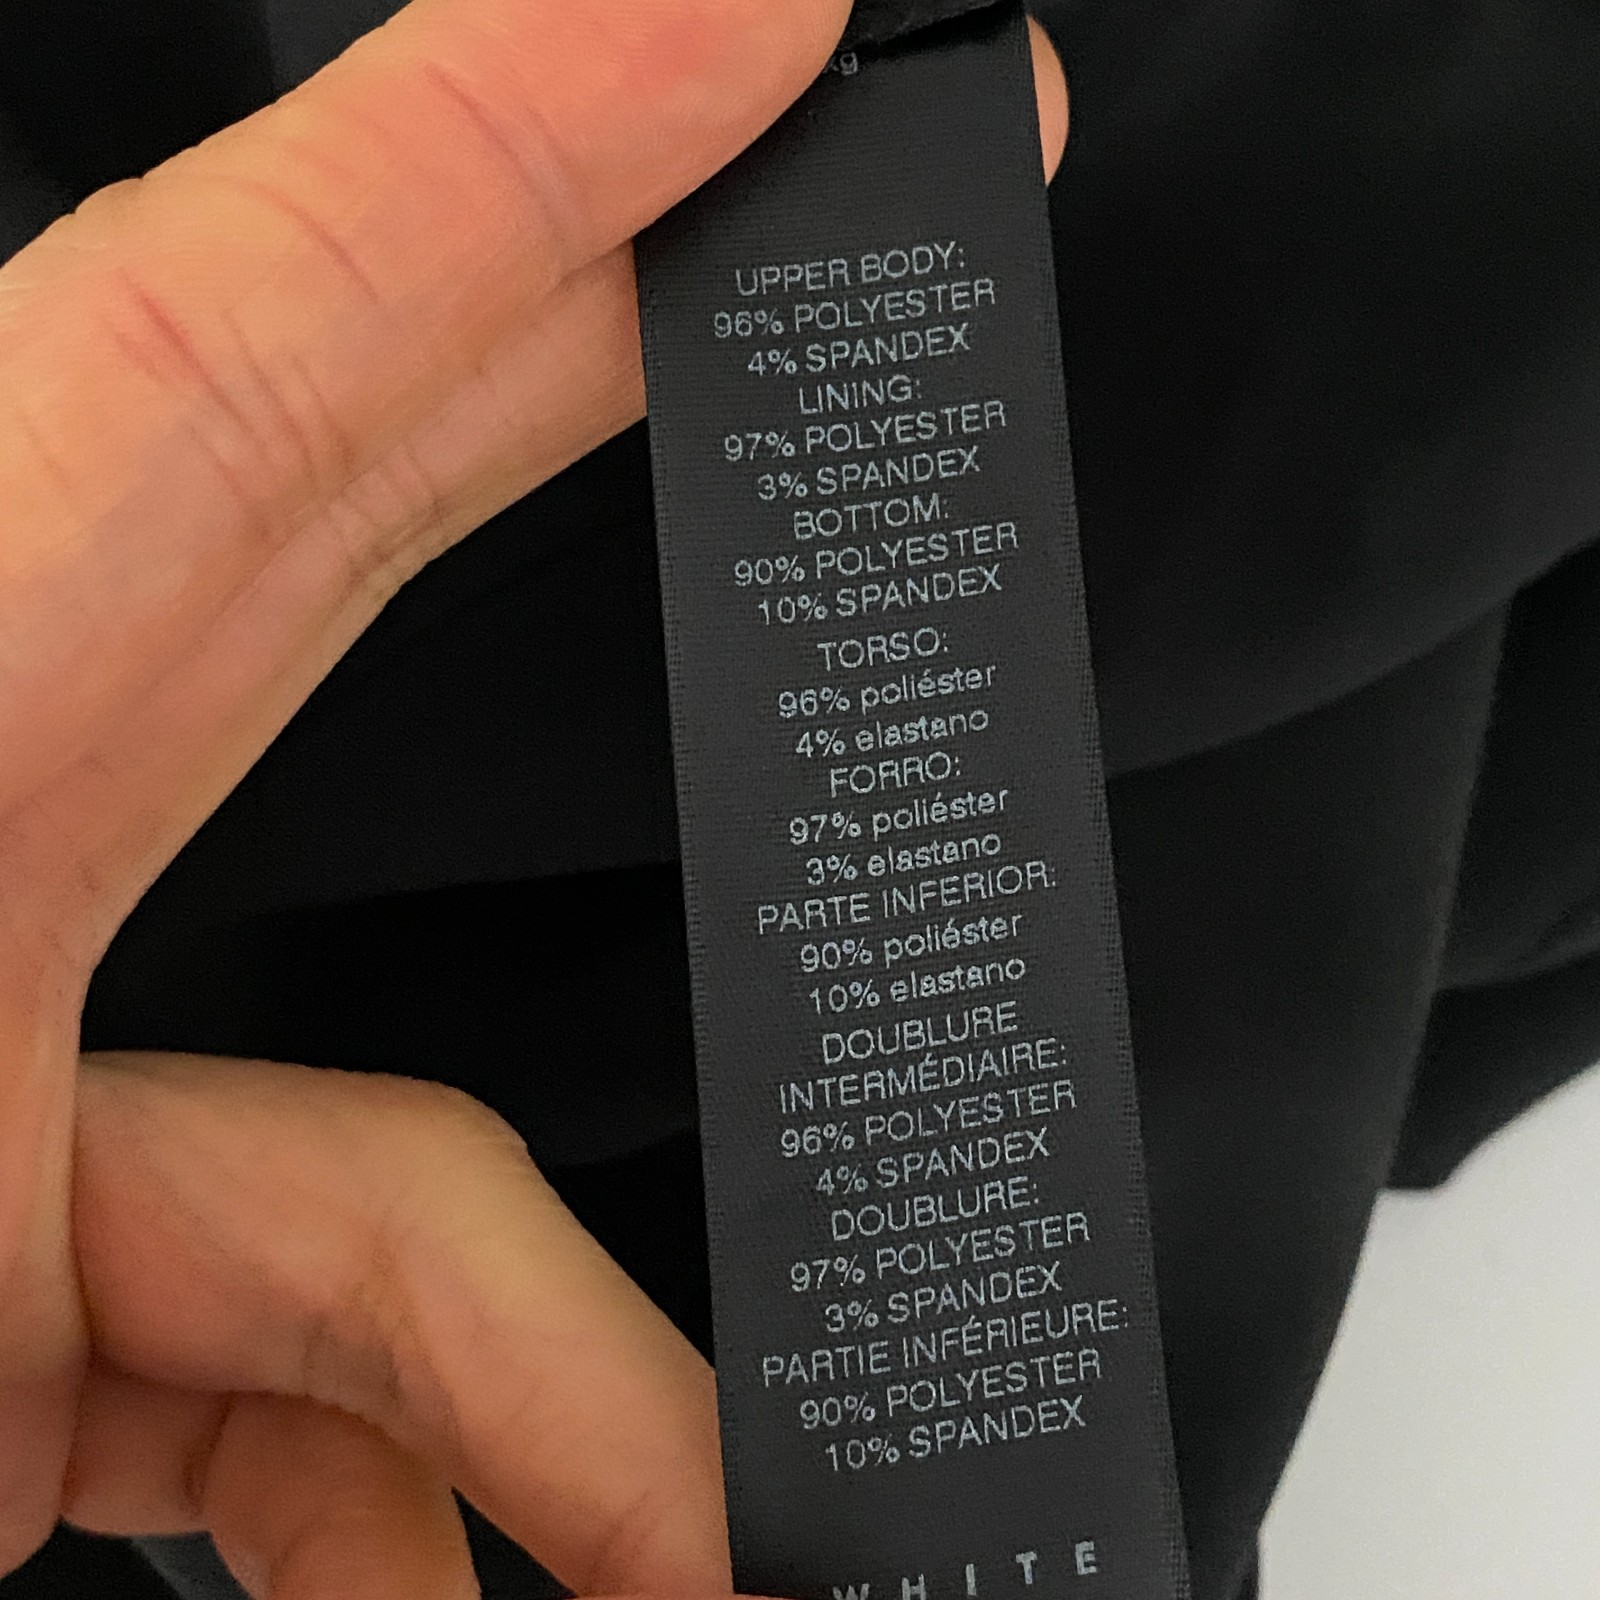 kg
UPPER BODY:
96% POLYESTER
4% SPANDEX
LINING:
97% POLYESTER
3% SPANDEX
BOTTOM:
90% POLYESTER
10% SPANDEX
TORSO:
96% poliéster
4% elastano
FORRO:
97% poliéster
3% elastano
PARTE INFERIOR:
90% poliéster
10% elastano
DOUBLURE
INTERMÉDIAIRE:
96% POLYESTER
4% SPANDEX
DOUBLURE:
97% POLYESTER
3% SPANDEX
PARTIE INFÉRIEURE:
90% POLYESTER
10% SPANDEX
WHITE